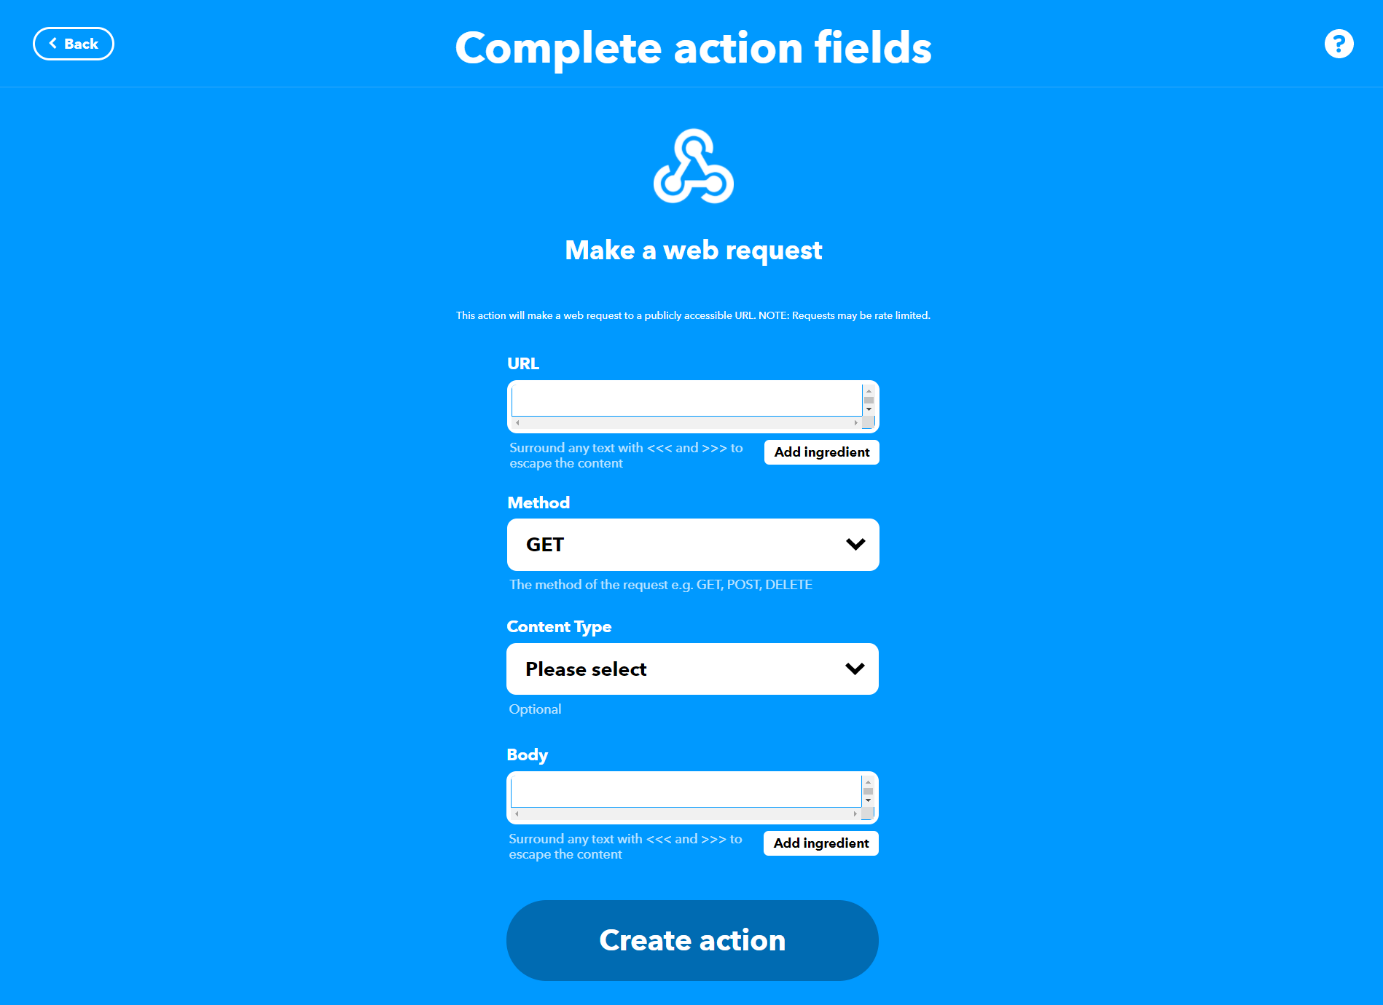 Back
Complete action fields
?
Make a web request
This action will make a web request to a publicly accessible URL. NOTE: Requests may be rate limited.
URL
Surround any text with <<< and >>> to
escape the content
Add ingredient
Method
GET
The method of the request e.g. GET, POST, DELETE
Content Type
Please select
Optional
Body
Surround any text with <<< and >>> to
escape the content
Add ingredient
Create action